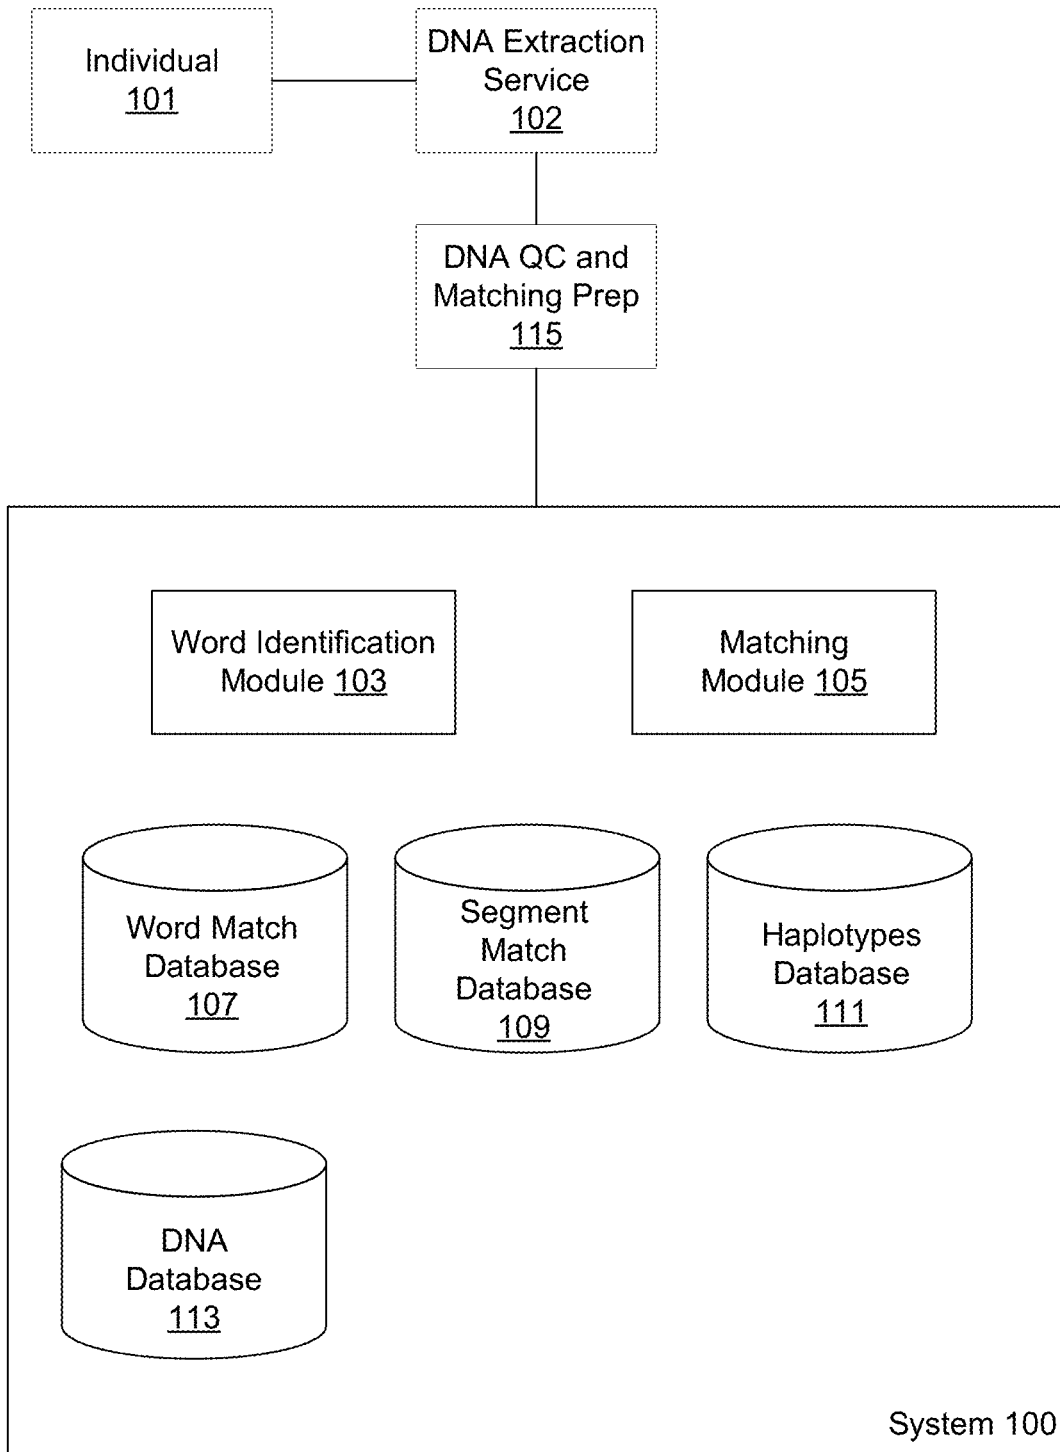 Individual
101
DNA Extraction
Service
102
DNA QC and
Matching Prep
115
Word Identification
Module 103
Matching
Module 105
Word Match
Database
107
Segment
Match
Database
109
Haplotypes
Database
111
DNA
Database
113
System 100